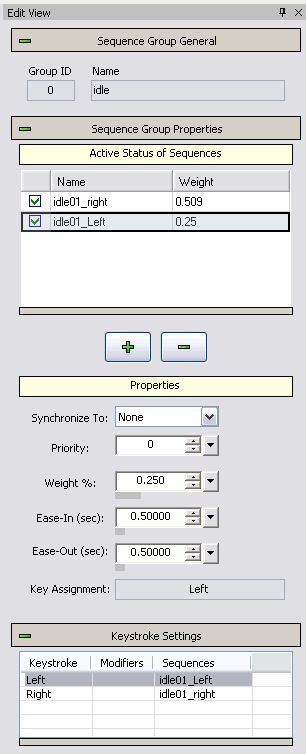 Edit View
Sequence Group General
Group ID Name
0 idle
Sequence Group Properties
Active Status of Sequences
Name Weight
idle01_right 0.509
idle01_Left 0.25
Properties
Synchronize To: None
Priority: 0
Weight %: 0.250
Ease-In (sec): 0.50000
Ease-Out (sec): 0.50000
Key Assignment: Left
Keystroke Settings
Keystroke Modifiers Sequences
Left idle01_Left
Right idle01_right